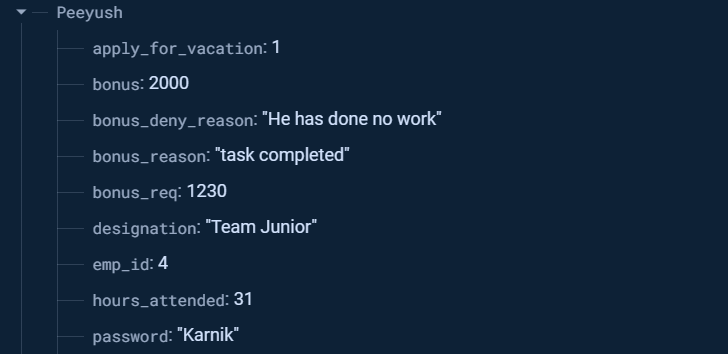 Peeyush
apply_for_vacation: 1
bonus: 2000
bonus_deny_reason: "He has done no work"
bonus_reason: "task completed"
bonus_req: 1230
designation: "Team Junior"
emp_id: 4
hours_attended: 31
password: "Karnik"